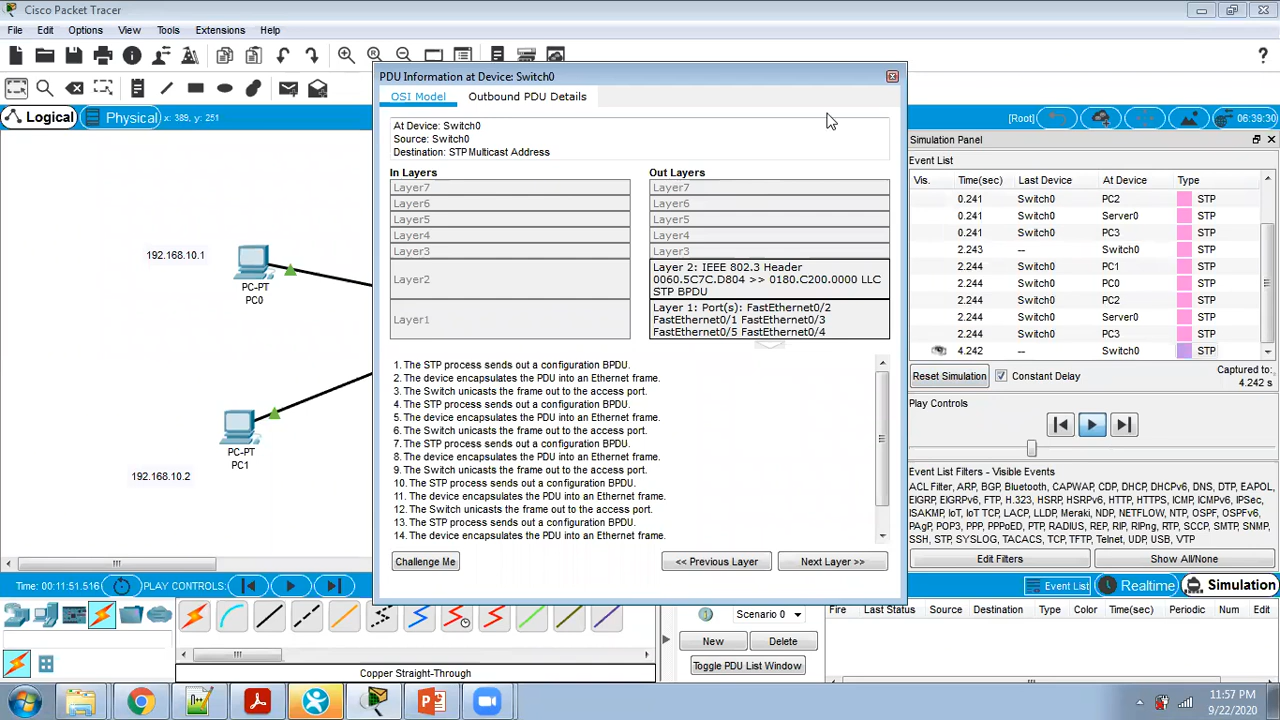 Cisco Packet Tracer
File Edit Options View Tools Extensions Help
Logical Physical x: 389, y: 251
[Root] 06:39:30
PDU Information at Device: Switch0
OSI Model Outbound PDU Details
At Device: Switch0
Source: Switch0
Destination: STP Multicast Address
In Layers Out Layers
Layer7 Layer7
Layer6 Layer6
Layer5 Layer5
Layer4 Layer4
Layer3 Layer3
Layer2
Layer 2: IEEE 802.3 Header
0060.5C7C.D804 >> 0180.C200.0000 LLC
STP BPDU
Layer1
Layer 1: Port(s): FastEthernet0/2
FastEthernet0/1 FastEthernet0/3
FastEthernet0/5 FastEthernet0/4
1. The STP process sends out a configuration BPDU.
2. The device encapsulates the PDU into an Ethernet frame.
3. The Switch unicasts the frame out to the access port.
4. The STP process sends out a configuration BPDU.
5. The device encapsulates the PDU into an Ethernet frame.
6. The Switch unicasts the frame out to the access port.
7. The STP process sends out a configuration BPDU.
8. The device encapsulates the PDU into an Ethernet frame.
9. The Switch unicasts the frame out to the access port.
10. The STP process sends out a configuration BPDU.
11. The device encapsulates the PDU into an Ethernet frame.
12. The Switch unicasts the frame out to the access port.
13. The STP process sends out a configuration BPDU.
14. The device encapsulates the PDU into an Ethernet frame.
Challenge Me << Previous Layer Next Layer >>
192.168.10.1
PC-PT
PC0
PC-PT
PC1
192.168.10.2
Simulation Panel
Event List
Vis. Time(sec) Last Device At Device Type
0.241 Switch0 PC2 STP
0.241 Switch0 Server0 STP
0.241 Switch0 PC3 STP
2.243 -- Switch0 STP
2.244 Switch0 PC1 STP
2.244 Switch0 PC0 STP
2.244 Switch0 PC2 STP
2.244 Switch0 Server0 STP
2.244 Switch0 PC3 STP
4.242 -- Switch0 STP
Reset Simulation Constant Delay
Captured to:
4.242 s
Play Controls
Event List Filters - Visible Events
ACL Filter, ARP, BGP, Bluetooth, CAPWAP, CDP, DHCP, DHCPv6, DNS, DTP, EAPOL,
EIGRP, EIGRPv6, FTP, H.323, HSRP, HSRPv6, HTTP, HTTPS, ICMP, ICMPv6, IPSec,
ISAKMP, IoT, IoT TCP, LACP, LLDP, Meraki, NDP, NETFLOW, NTP, OSPF, OSPFv6,
PAgP, POP3, PPP, PPPoED, PTP, RADIUS, REP, RIP, RIPng, RTP, SCCP, SMTP, SNMP,
SSH, STP, SYSLOG, TACACS, TCP, TFTP, Telnet, UDP, USB, VTP
Edit Filters Show All/None
Time: 00:11:51.516 PLAY CONTROLS:
Event List Realtime Simulation
Scenario 0
New Delete
Toggle PDU List Window
Fire Last Status Source Destination Type Color Time(sec) Periodic Num Edit
Copper Straight-Through
11:57 PM
9/22/2020